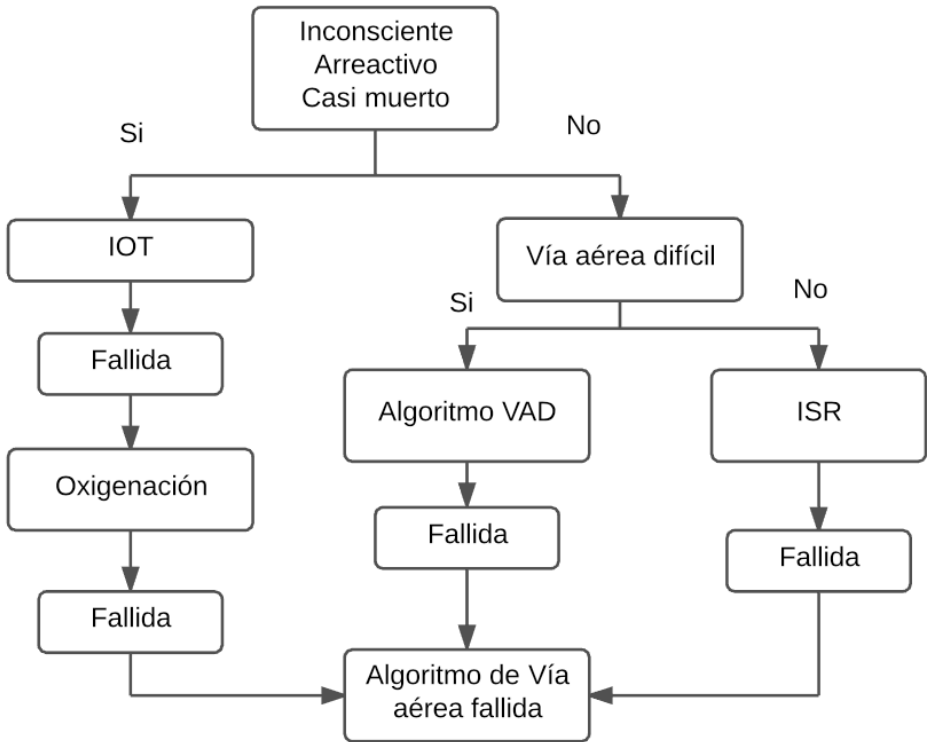 Inconsciente
Arreactivo
Casi muerto
Si
No
IOT
Vía aérea difícil
Si
No
Fallida
Algoritmo VAD
ISR
Oxigenación
Fallida
Fallida
Fallida
Algoritmo de Vía
aérea fallida